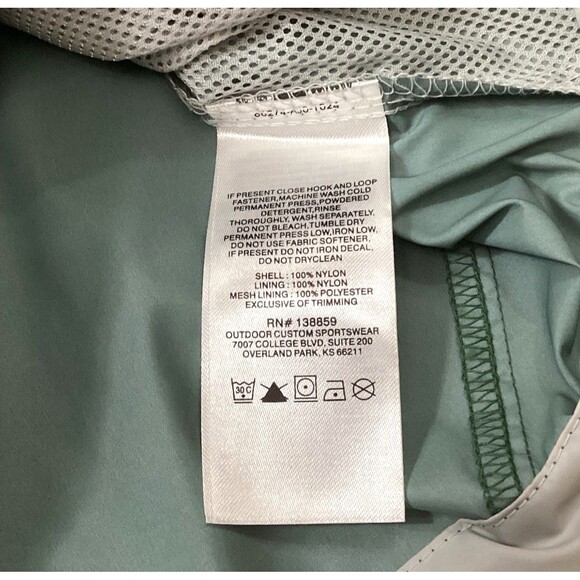 IF PRESENT CLOSE HOOK AND LOOP
FASTENER,MACHINE WASH COLD
PERMANENT PRESS,POWDERED
DETERGENT,RINSE
THOROUGHLY, WASH SEPARATELY,
DO NOT BLEACH,TUMBLE DRY
PERMANENT PRESS LOW,IRON LOW,
DO NOT USE FABRIC SOFTENER,
IF PRESENT DO NOT IRON DECAL,
DO NOT DRYCLEAN
SHELL : 100% NYLON
LINING : 100% NYLON
MESH LINING : 100% POLYESTER
EXCLUSIVE OF TRIMMING
RN# 138859
OUTDOOR CUSTOM SPORTSWEAR
7007 COLLEGE BLVD, SUITE 200
OVERLAND PARK, KS 66211
30 C